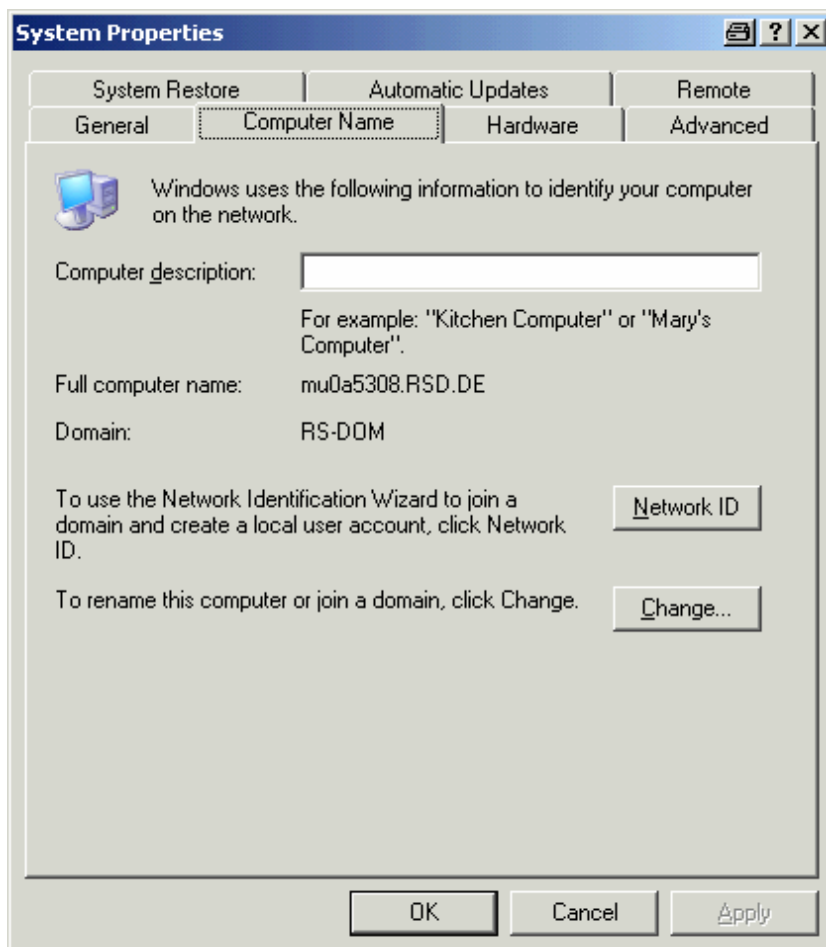 System Properties
System Restore
Automatic Updates
Remote
General
Computer Name
Hardware
Advanced
Windows uses the following information to identify your computer
on the network.
Computer description:
For example: "Kitchen Computer" or "Mary's
Computer".
Full computer name:
mu0a5308.RSD.DE
Domain:
RS-DOM
To use the Network Identification Wizard to join a
domain and create a local user account, click Network
ID.
Network ID
To rename this computer or join a domain, click Change.
Change...
OK
Cancel
Apply